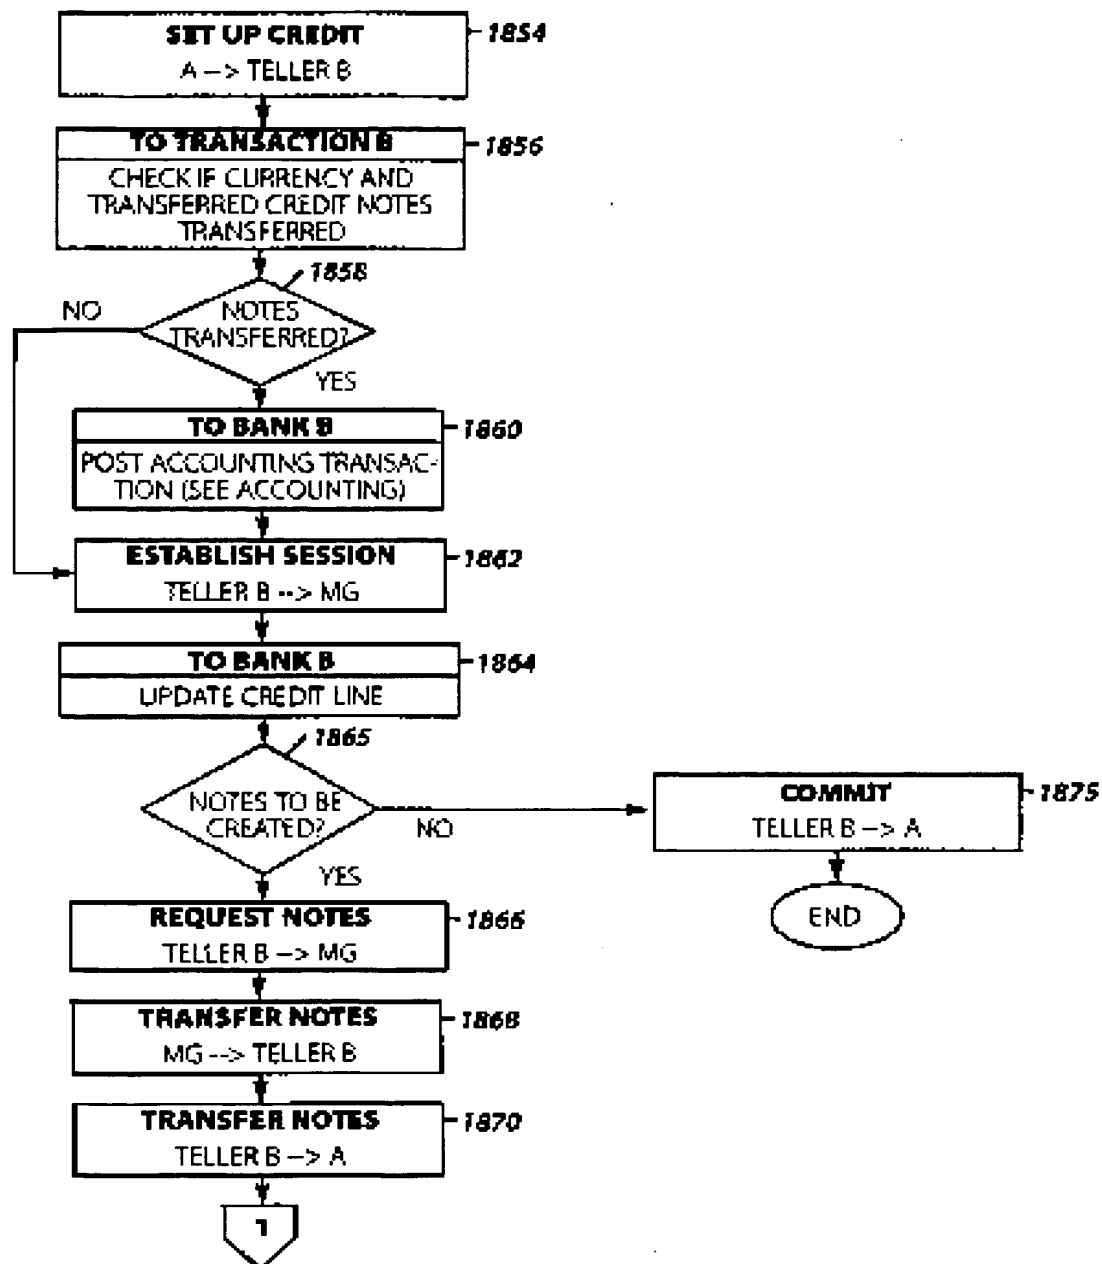 SET UP CREDIT
A --> TELLER B
1854
TO TRANSACTION B
1856
CHECK IF CURRENCY AND
TRANSFERRED CREDIT NOTES
TRANSFERRED
1858
NO
NOTES
TRANSFERRED?
YES
TO BANK B
1860
POST ACCOUNTING TRANSAC-
TION (SEE ACCOUNTING)
ESTABLISH SESSION
1862
TELLER B --> MG
TO BANK B
1864
UPDATE CREDIT LINE
1865
NOTES TO BE
CREATED?
NO
YES
COMMIT
1875
TELLER B --> A
END
REQUEST NOTES
1866
TELLER B --> MG
TRANSFER NOTES
1868
MG --> TELLER B
TRANSFER NOTES
1870
TELLER B --> A
1